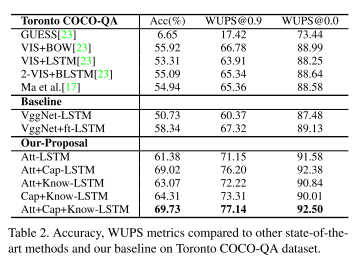 Toronto COCO-QA Acc(%) WUPS@0.9 WUPS@0.0
GUESS[23] 6.65 17.42 73.44
VIS+BOW[23] 55.92 66.78 88.99
VIS+LSTM[23] 53.31 63.91 88.25
2-VIS+BLSTM[23] 55.09 65.34 88.64
Ma et al.[17] 54.94 65.36 88.58
Baseline
VggNet-LSTM 50.73 60.37 87.48
VggNet+ft-LSTM 58.34 67.32 89.13
Our-Proposal
Att-LSTM 61.38 71.15 91.58
Att+Cap-LSTM 69.02 76.20 92.38
Att+Know-LSTM 63.07 72.22 90.84
Cap+Know-LSTM 64.31 73.31 90.01
Att+Cap+Know-LSTM 69.73 77.14 92.50
Table 2. Accuracy, WUPS metrics compared to other state-of-the-
art methods and our baseline on Toronto COCO-QA dataset.